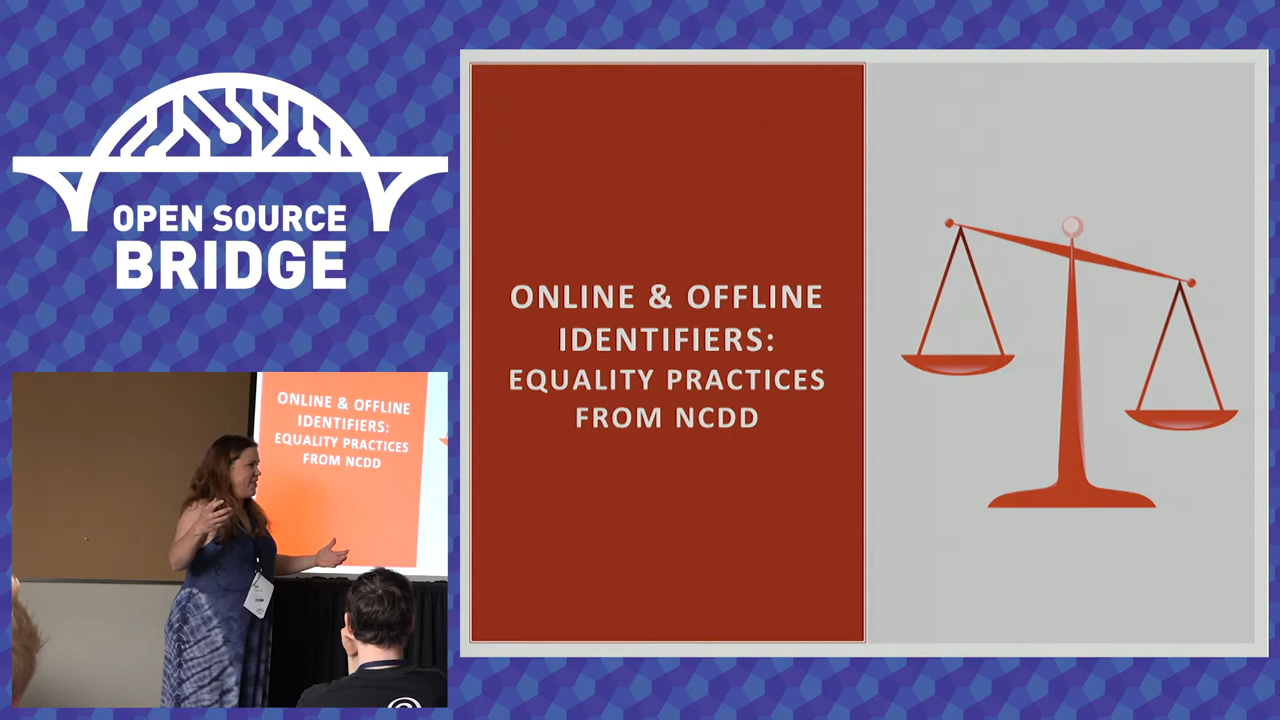 OPEN SOURCE
BRIDGE
ONLINE & OFFLINE
IDENTIFIERS:
EQUALITY PRACTICES
FROM NCDD
ONLINE & OFFLINE
IDENTIFIERS:
EQUALITY PRACTICES
FROM NCDD